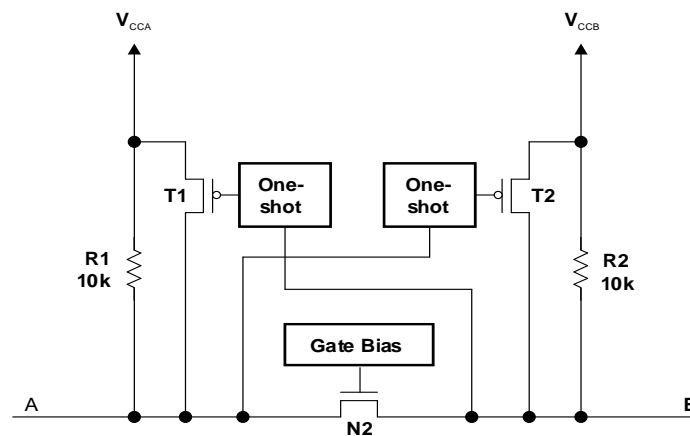 VCCA
VCCB
One-
shot
One-
shot
T1
T2
R1
10k
R2
10k
Gate Bias
A
N2